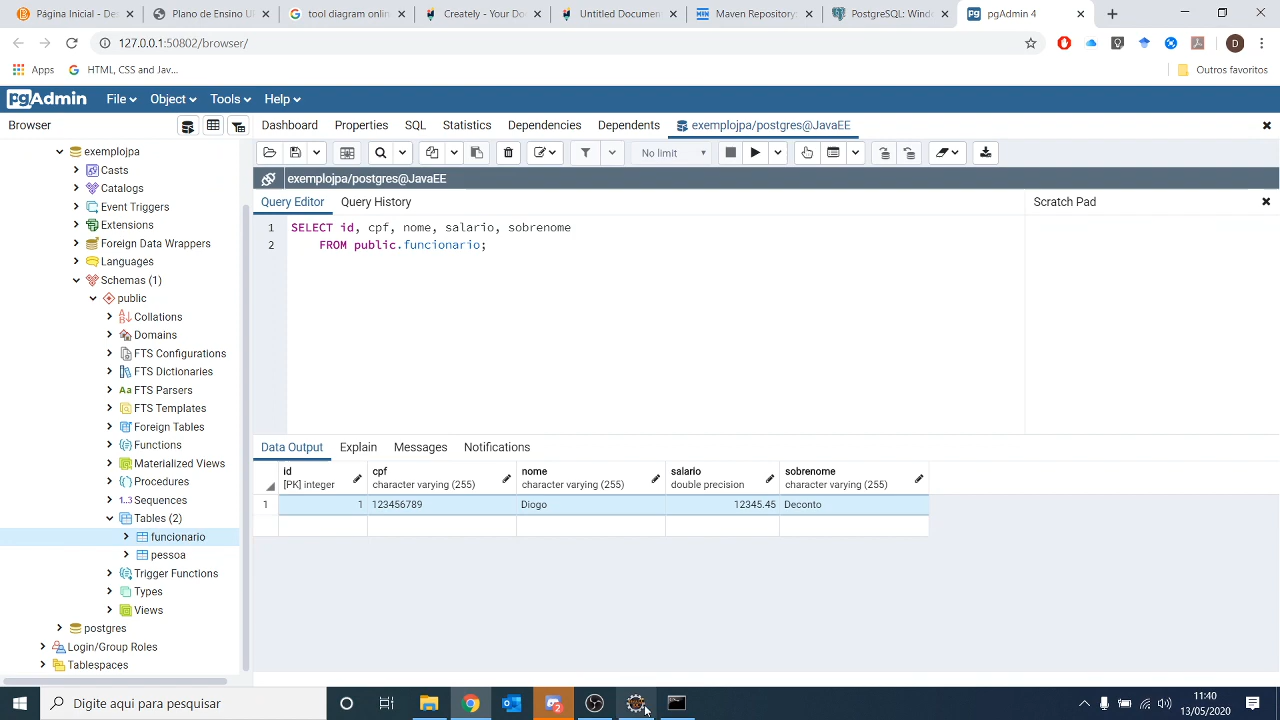 Página Inicial - Des
Plano de Ensino U
tool diagram onlin
Creately - Your Do
Untitled Documen
Maven Repository:
PostgreSQL: Wind
pgAdmin 4
127.0.0.1:50802/browser/
D
Apps
HTML, CSS and Jav...
Outros favoritos
pgAdmin
File
Object
Tools
Help
Browser
Dashboard
Properties
SQL
Statistics
Dependencies
Dependents
exemplojpa/postgres@JavaEE
No limit
exemplojpa/postgres@JavaEE
Query Editor
Query History
Scratch Pad
1 SELECT id, cpf, nome, salario, sobrenome
2 FROM public.funcionario;
exemplojpa
Casts
Catalogs
Event Triggers
Extensions
Foreign Data Wrappers
Languages
Schemas (1)
public
Collations
Domains
FTS Configurations
FTS Dictionaries
FTS Parsers
FTS Templates
Foreign Tables
Functions
Materialized Views
Procedures
Sequences
Tables (2)
funcionario
pessoa
Trigger Functions
Types
Views
postgres
Login/Group Roles
Tablespaces
Data Output
Explain
Messages
Notifications
id
[PK] integer
cpf
character varying (255)
nome
character varying (255)
salario
double precision
sobrenome
character varying (255)
1 1 123456789 Diogo 12345.45 Deconto
Digite aqui para pesquisar
11:40
13/05/2020